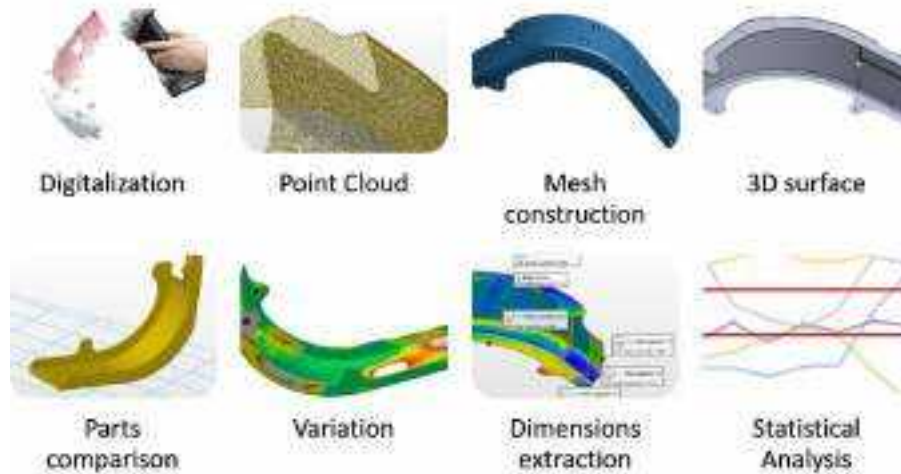 Digitalization
Point Cloud
Mesh
construction
3D surface
Parts
comparison
Variation
Dimensions
extraction
Statistical
Analysis